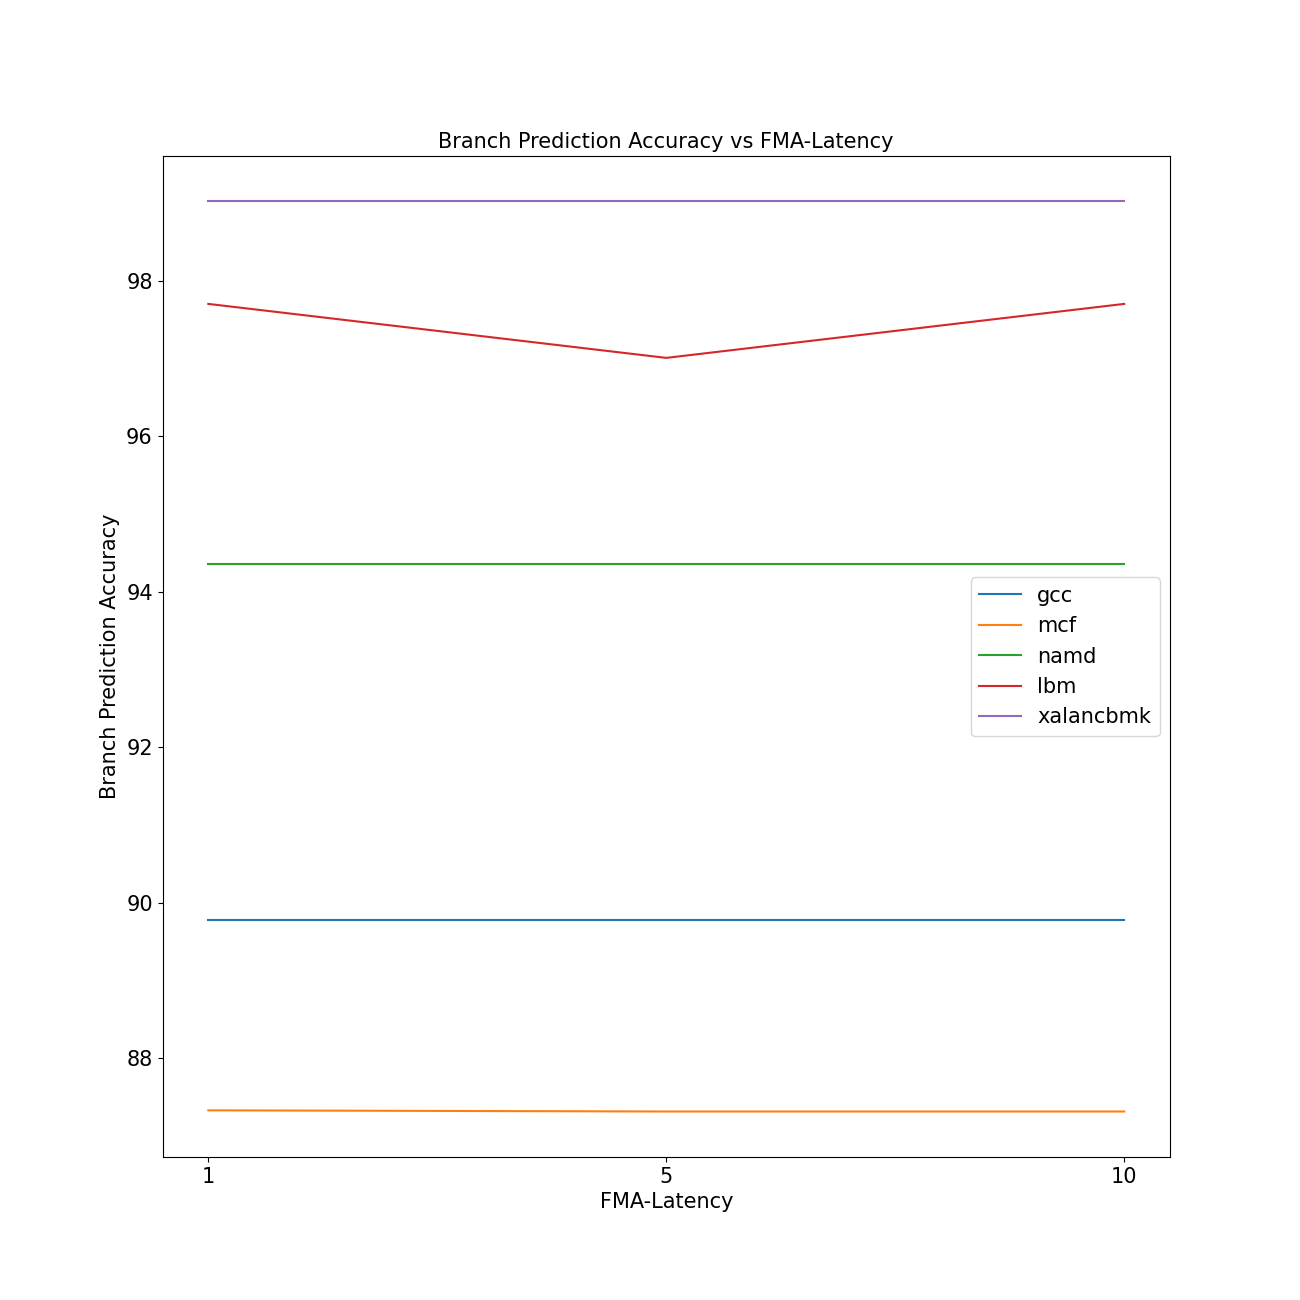 Branch Prediction Accuracy vs FMA-Latency
Branch Prediction Accuracy
98
96
94
92
90
88
gcc
mcf
namd
lbm
xalancbmk
1
5
10
FMA-Latency